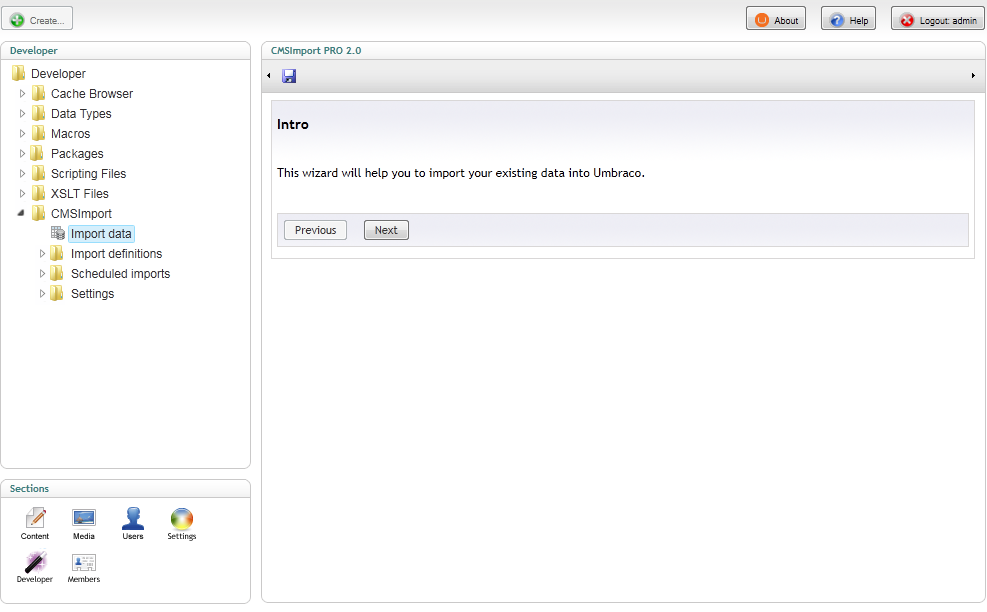 Create...
About
Help
Logout: admin
Developer
Developer
Cache Browser
Data Types
Macros
Packages
Scripting Files
XSLT Files
CMSImport
Import data
Import definitions
Scheduled imports
Settings
CMSImport PRO 2.0
Intro
This wizard will help you to import your existing data into Umbraco.
Previous
Next
Sections
Content
Media
Users
Settings
Developer
Members